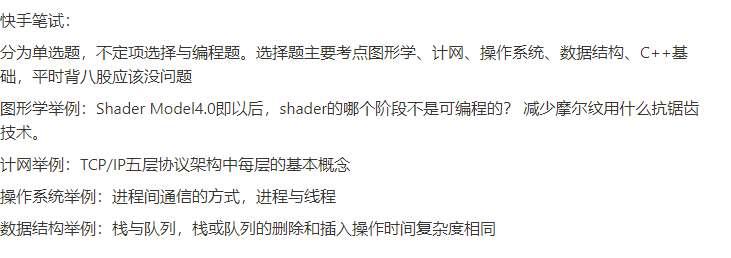 快手笔试：
分为单选题，不定项选择与编程题。选择题主要考点图形学、计网、操作系统、数据结构、C++基
础，平时背八股应该没问题
图形学举例：Shader Model4.0即以后，shader的哪个阶段不是可编程的？ 减少摩尔纹用什么抗锯齿
技术。
计网举例：TCP/IP五层协议架构中每层的基本概念
操作系统举例：进程间通信的方式，进程与线程
数据结构举例：栈与队列，栈或队列的删除和插入操作时间复杂度相同